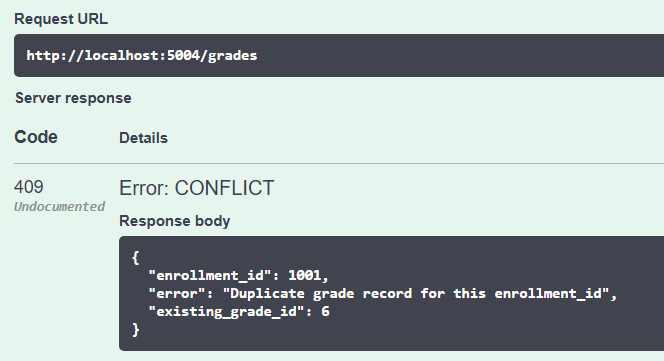 Request URL
http://localhost:5004/grades
Server response
Code Details
409 Error: CONFLICT
Undocumented
Response body
{
  "enrollment_id": 1001,
  "error": "Duplicate grade record for this enrollment_id",
  "existing_grade_id": 6
}